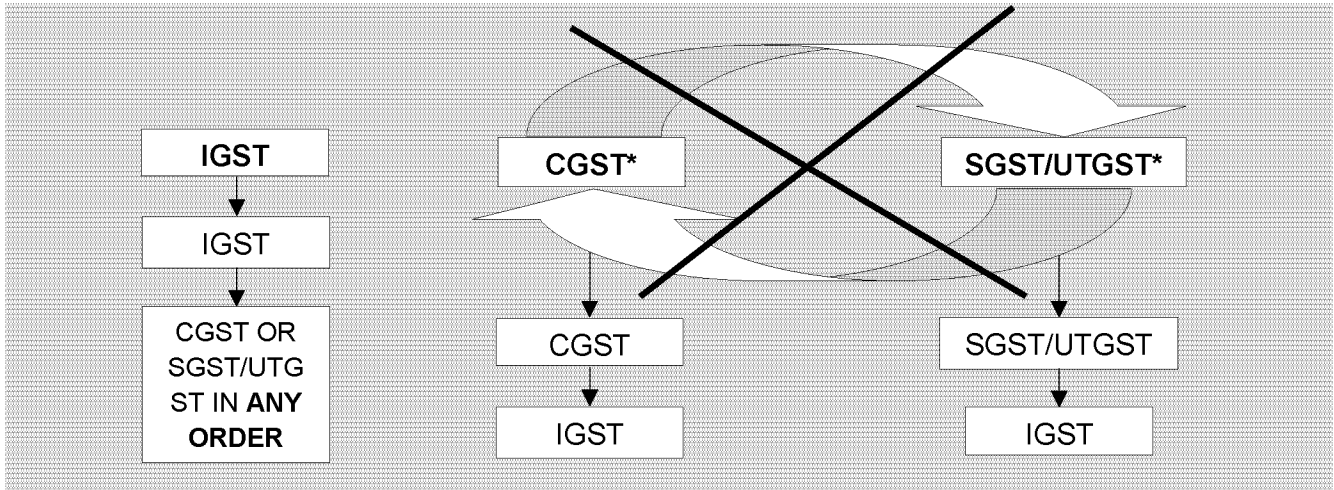 IGST
IGST
CGST OR
SGST/UTG
ST IN ANY
ORDER
CGST*
CGST
IGST
SGST/UTGST*
SGST/UTGST
IGST